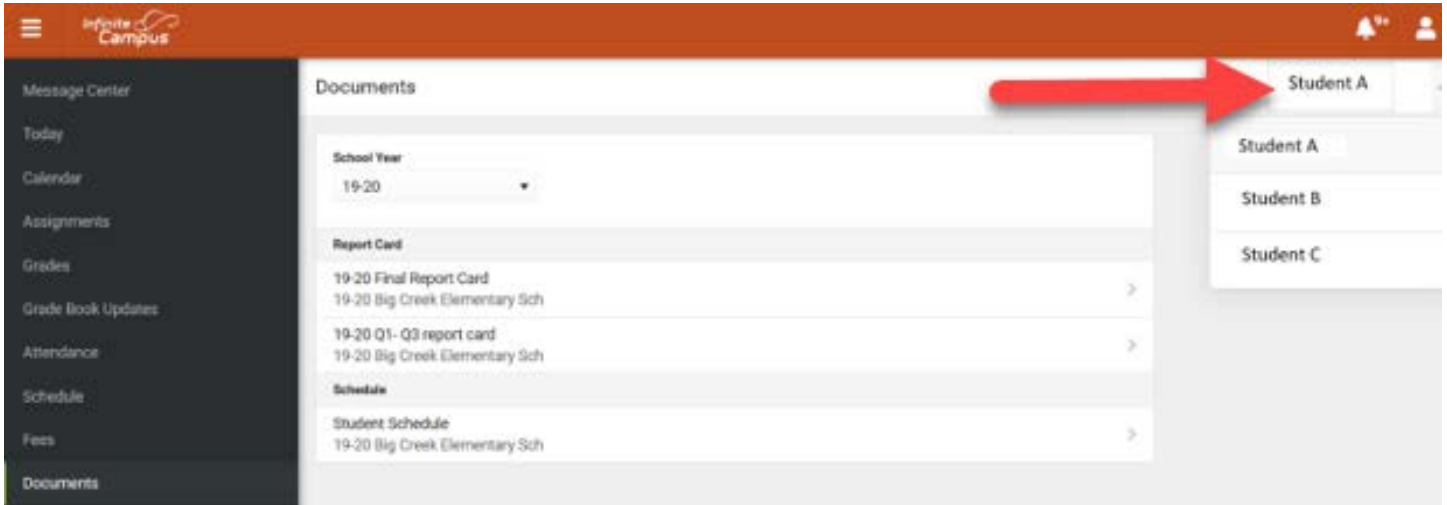 Infinite
Campus
9+
Message Center
Today
Calendar
Assignments
Grades
Grade Book Updates
Attendance
Schedule
Fees
Documents
Documents
Student A
School Year
19-20
Report Card
19-20 Final Report Card
19-20 Big Creek Elementary Sch
19-20 Q1- Q3 report card
19-20 Big Creek Elementary Sch
Schedule
Student Schedule
19-20 Big Creek Elementary Sch
Student A
Student B
Student C